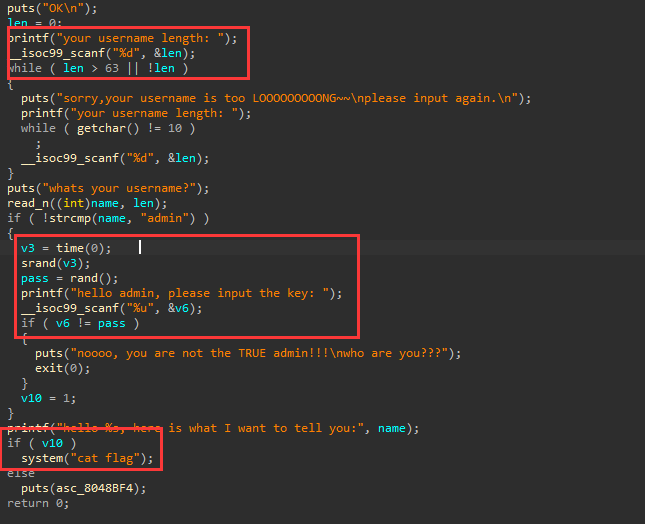 puts("OK\n");
len = 0;
printf("your username length: ");
__isoc99_scanf("%d", &len);
while ( len > 63 || !len )
{
puts("sorry,your username is too LOOOOOOOOONG~~\nplease input again.\n");
printf("your username length: ");
while ( getchar() != 10 )
;
__isoc99_scanf("%d", &len);
}
puts("whats your username?");
read_n((int)name, len);
if ( !strcmp(name, "admin") )
{
v3 = time(0);
srand(v3);
pass = rand();
printf("hello admin, please input the key: ");
__isoc99_scanf("%u", &v6);
if ( v6 != pass )
{
puts("noooo, you are not the TRUE admin!!!\nwho are you???");
exit(0);
}
v10 = 1;
}
printf("hello %s, here is what I want to tell you:", name);
if ( v10 )
system("cat flag");
else
puts(asc_8048BF4);
return 0;